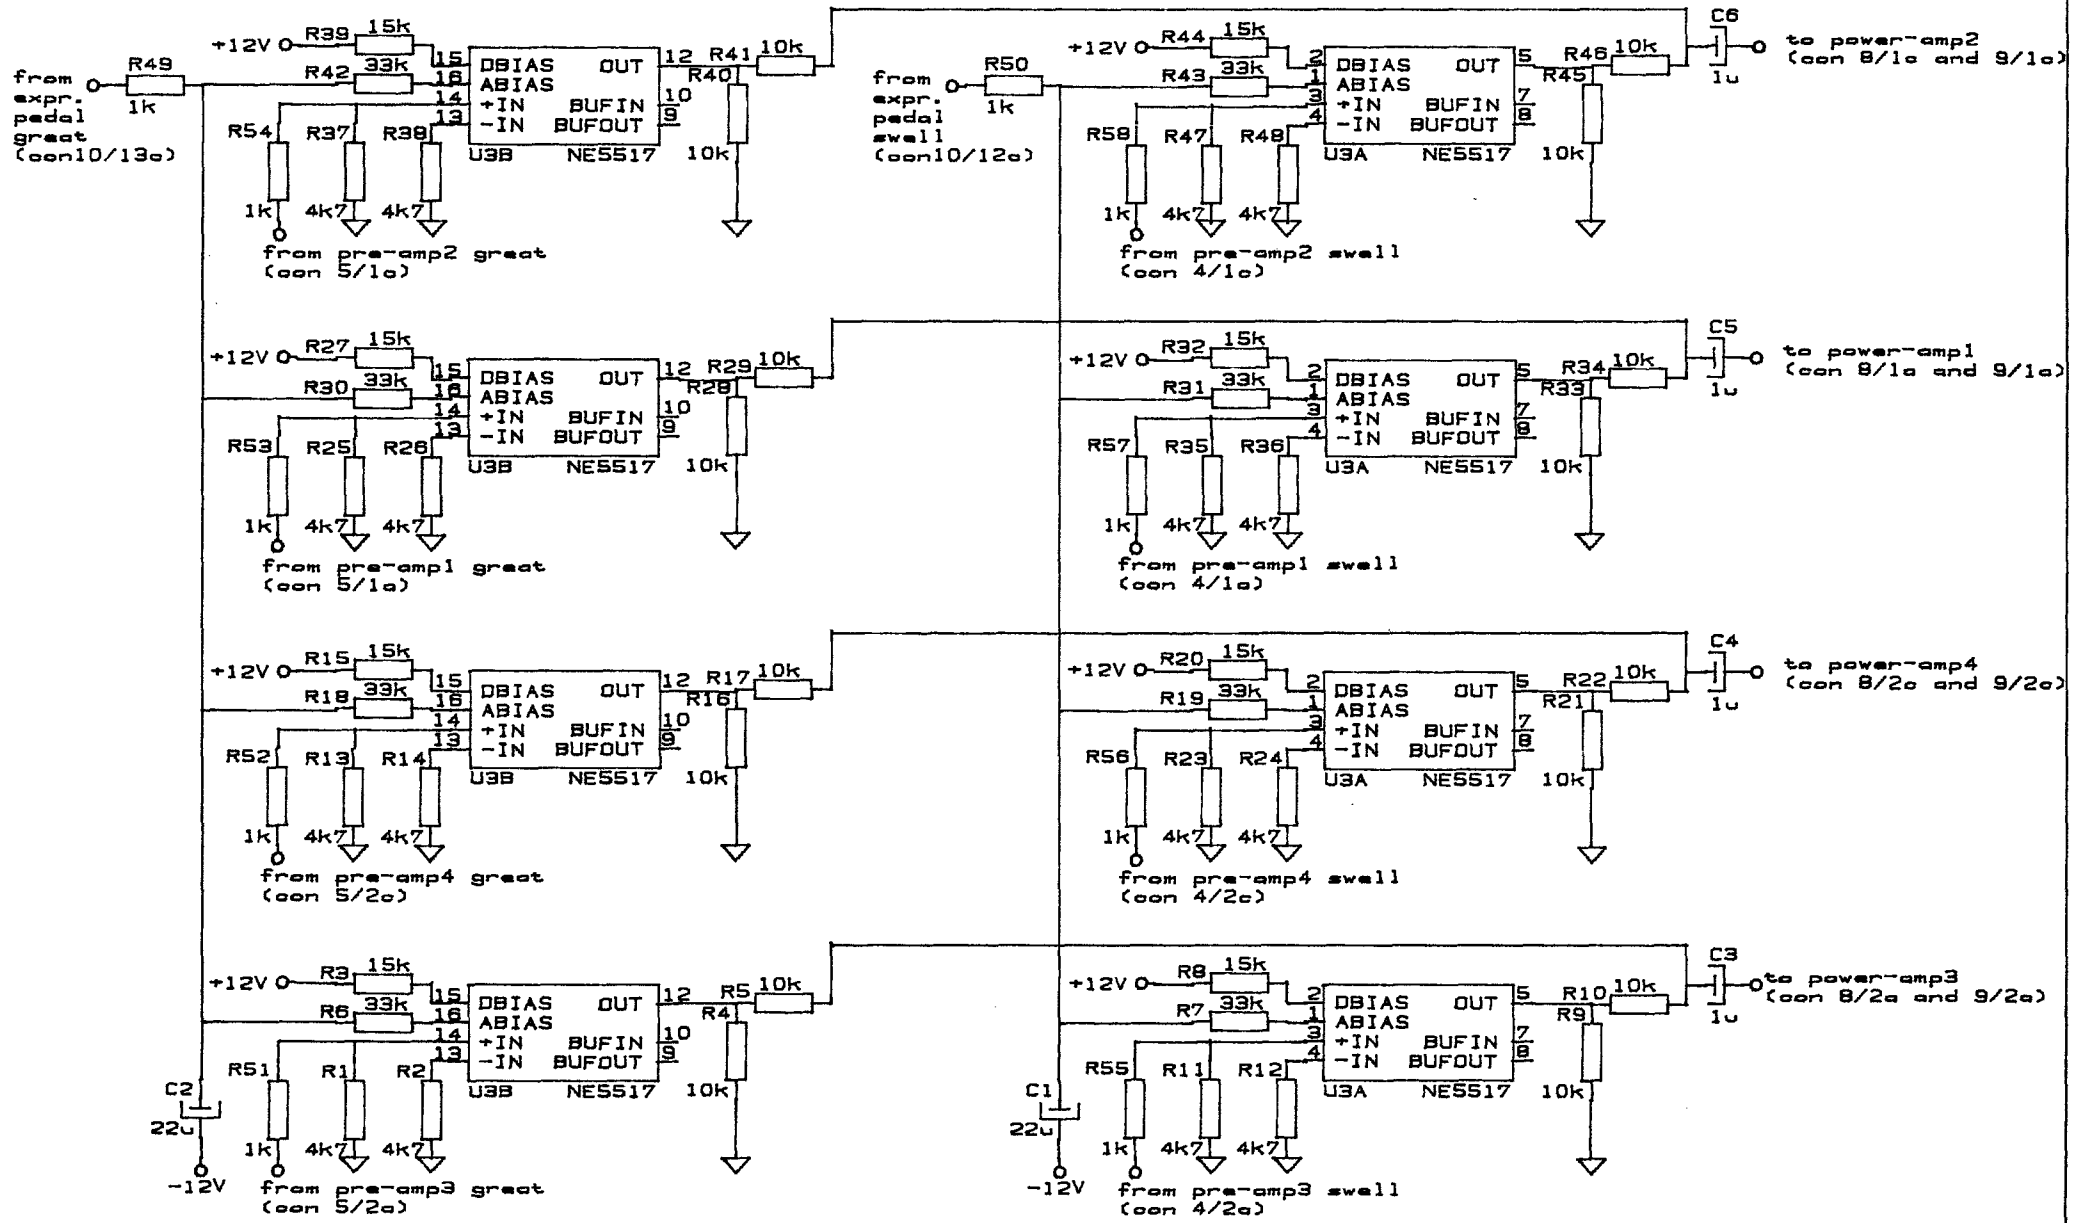 from
expr.
pedal
great
(con10/13c)
R49
1k
+12V
R39
15k
R42
33k
15
16
14
13
DBIAS
ABIAS
+IN
-IN
OUT
BUFIN
BUFOUT
12
10
9
U3B NE5517
R41
10k
R40
10k
R54
1k
R37
4k7
R38
4k7
from pre-amp2 great
(con 5/1c)
from
expr.
pedal
swell
(con10/12c)
R50
1k
+12V
R44
15k
R43
33k
2
1
3
4
DBIAS
ABIAS
+IN
-IN
OUT
BUFIN
BUFOUT
5
7
8
U3A NE5517
R46
10k
R45
10k
R58
1k
R47
4k7
R48
4k7
from pre-amp2 swell
(con 4/1c)
C6
1u
to power-amp2
(con 8/1c and 9/1c)
+12V
R27
15k
R30
33k
15
16
14
13
DBIAS
ABIAS
+IN
-IN
OUT
BUFIN
BUFOUT
12
10
9
U3B NE5517
R29
10k
R28
10k
R53
1k
R25
4k7
R26
4k7
from pre-amp1 great
(con 5/1a)
+12V
R32
15k
R31
33k
2
1
3
4
DBIAS
ABIAS
+IN
-IN
OUT
BUFIN
BUFOUT
5
7
8
U3A NE5517
R34
10k
R33
10k
R57
1k
R35
4k7
R36
4k7
from pre-amp1 swell
(con 4/1a)
C5
1u
to power-amp1
(con 8/1a and 9/1a)
+12V
R15
15k
R18
33k
15
16
14
13
DBIAS
ABIAS
+IN
-IN
OUT
BUFIN
BUFOUT
12
10
9
U3B NE5517
R17
10k
R16
10k
R52
1k
R13
4k7
R14
4k7
from pre-amp4 great
(con 5/2c)
+12V
R20
15k
R19
33k
2
1
3
4
DBIAS
ABIAS
+IN
-IN
OUT
BUFIN
BUFOUT
5
7
8
U3A NE5517
R22
10k
R21
10k
R56
1k
R23
4k7
R24
4k7
from pre-amp4 swell
(con 4/2c)
C4
1u
to power-amp4
(con 8/2c and 9/2c)
+12V
R3
15k
R6
33k
15
16
14
13
DBIAS
ABIAS
+IN
-IN
OUT
BUFIN
BUFOUT
12
10
9
U3B NE5517
R5
10k
R4
10k
R51
1k
R1
4k7
R2
4k7
C2
22u
-12V
from pre-amp3 great
(con 5/2a)
+12V
R8
15k
R7
33k
2
1
3
4
DBIAS
ABIAS
+IN
-IN
OUT
BUFIN
BUFOUT
5
7
8
U3A NE5517
R10
10k
R9
10k
R55
1k
R11
4k7
R12
4k7
C1
22u
-12V
from pre-amp3 swell
(con 4/2a)
C3
1u
to power-amp3
(con 8/2a and 9/2a)